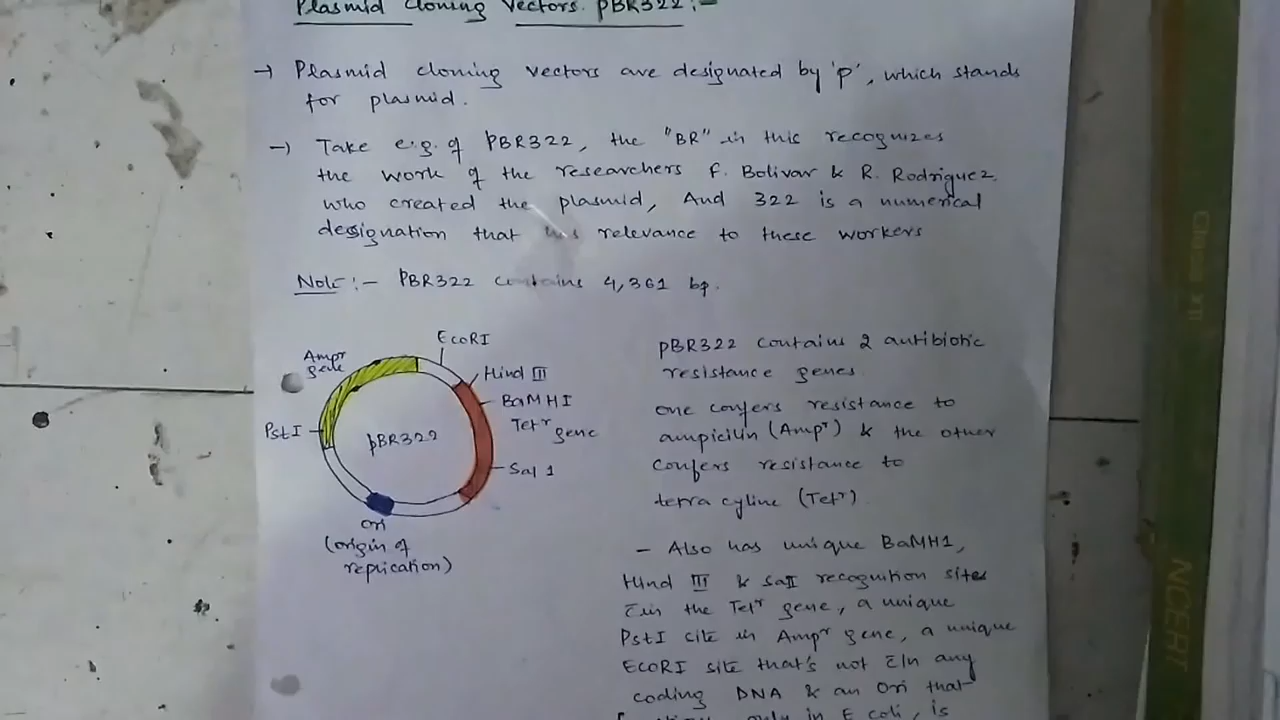 Plasmid Cloning Vectors. pBR322:-
→ Plasmid cloning vectors are designated by 'p', which stands
for plasmid.
→ Take e.g. of PBR322, the "BR" in this recognizes
the work of the researchers F. Bolivar & R. Rodriguez
who created the plasmid, And 322 is a numerical
designation that has relevance to these workers
Note:- PBR322 contains 4,361 bp.
Ampr
gene
EcoRI
Hind III
BaMHI
Tetr
gene
PstI
pBR322
Sal 1
Ori
(origin of
replication)
pBR322 contains 2 antibiotic
resistance genes.
one confers resistance to
ampicilin (Ampr) & the other
confers resistance to
tetra cyline (Tetr)
- Also has unique BaMH1,
Hind III & SaII recognition sites
in the Tetr gene, a unique
PstI site in Ampr gene, a unique
EcoRI site that's not in any
coding DNA & an Ori that
only in E coli, is
Class XII
NCERT